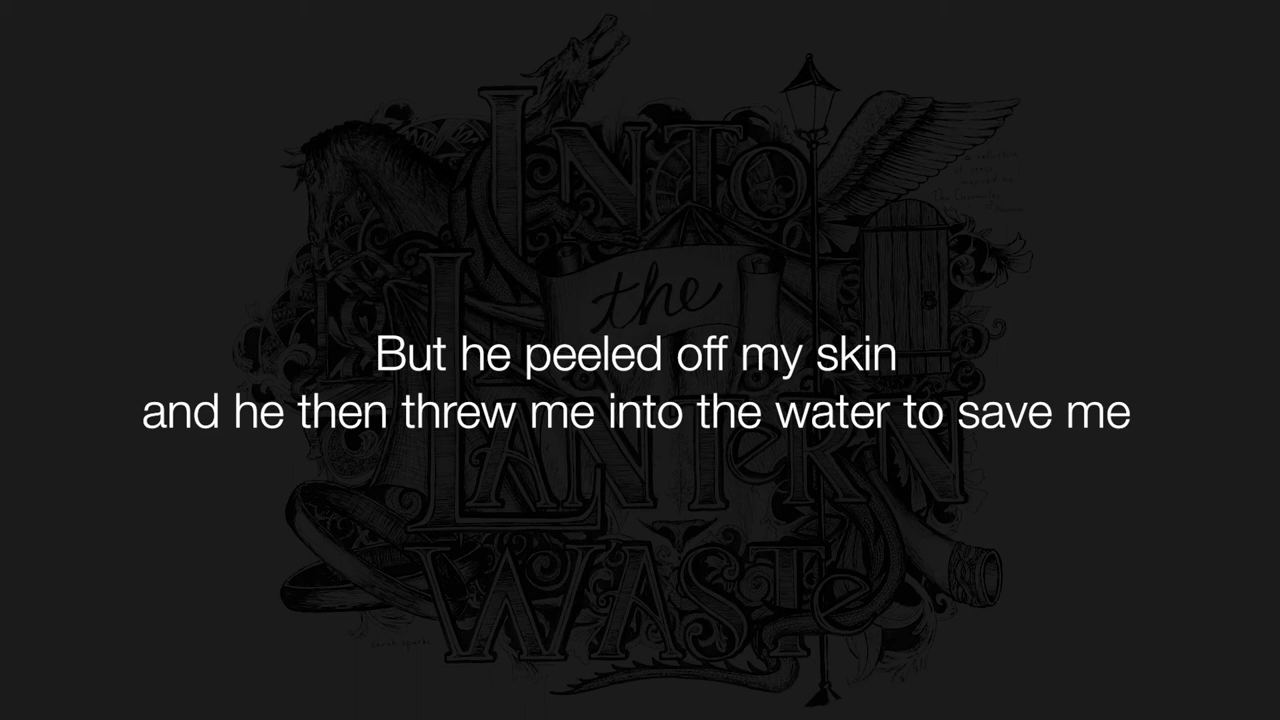 INTO
the
But he peeled off my skin
and he then threw me into the water to save me
LANTERN
WASTE